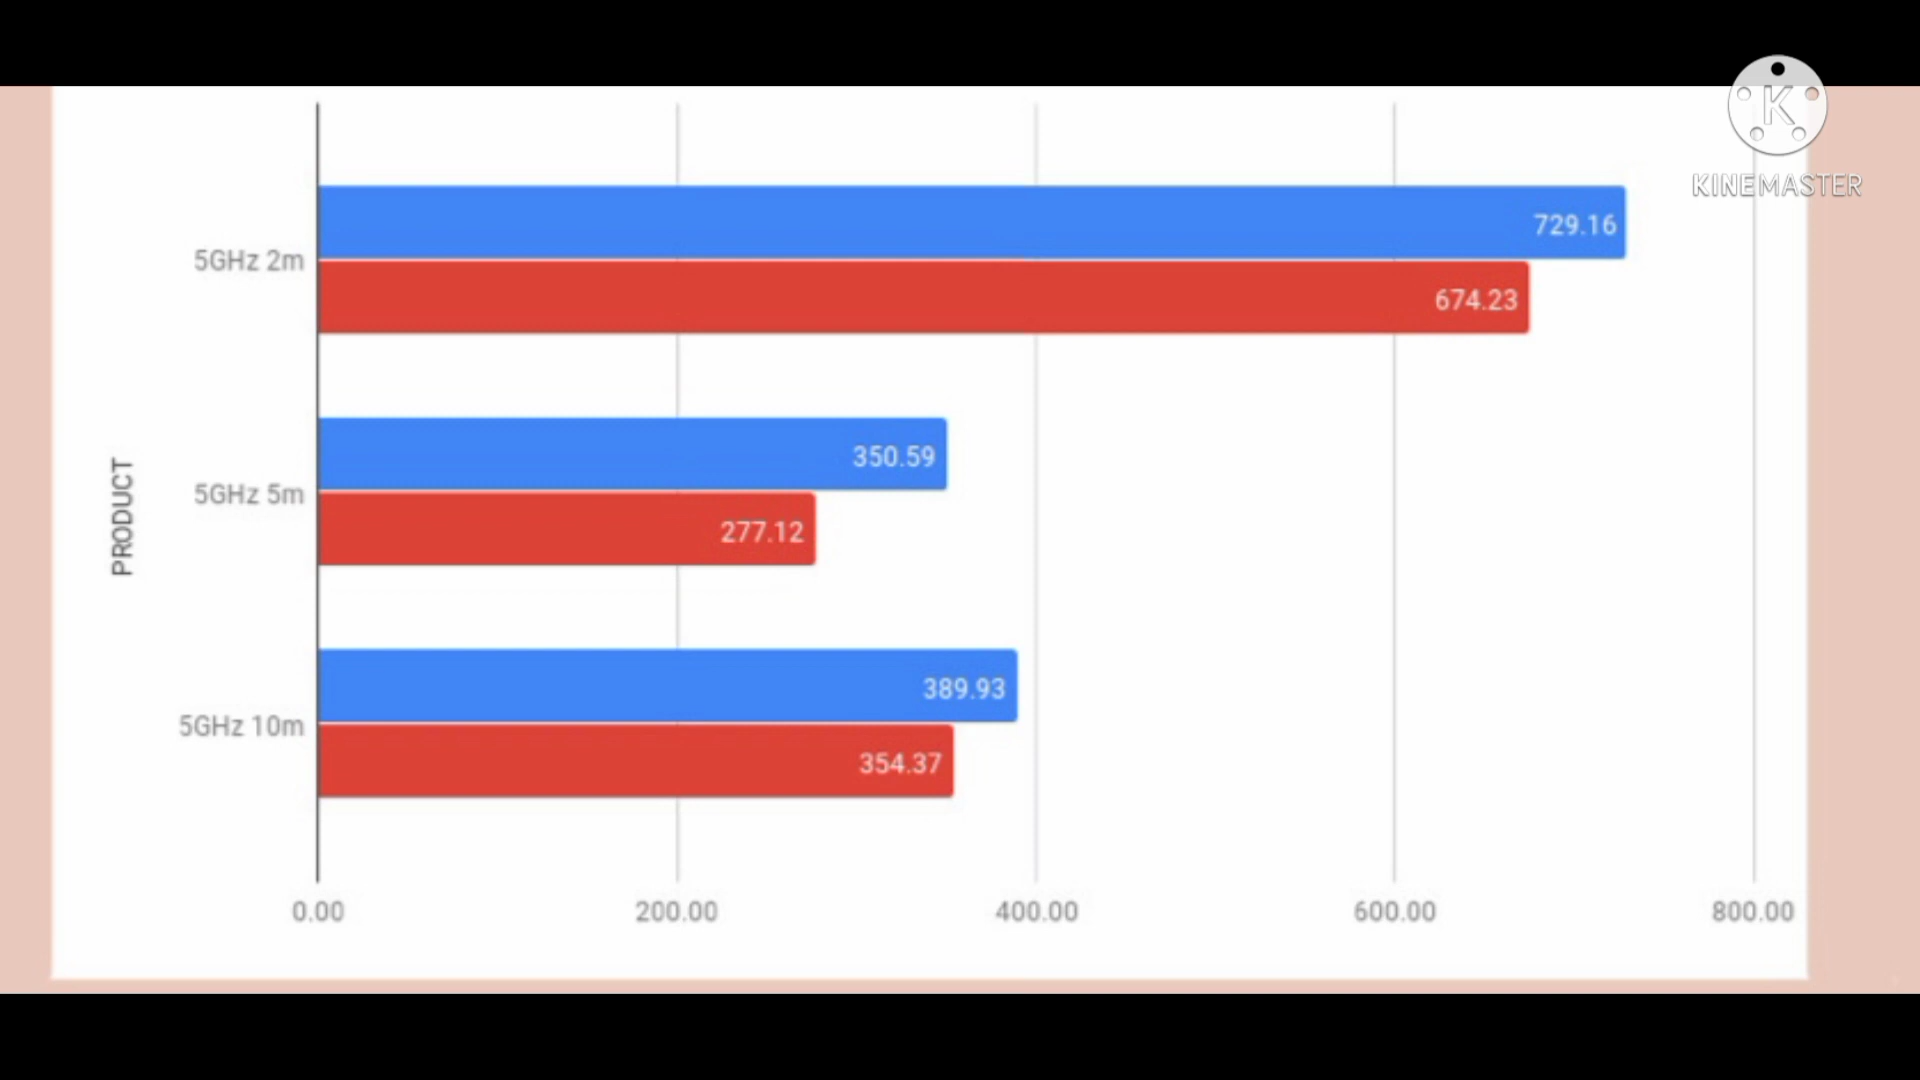 K
KINEMASTER
729.16
5GHz 2m
674.23
350.59
5GHz 5m
277.12
PRODUCT
389.93
5GHz 10m
354.37
0.00 200.00 400.00 600.00 800.00